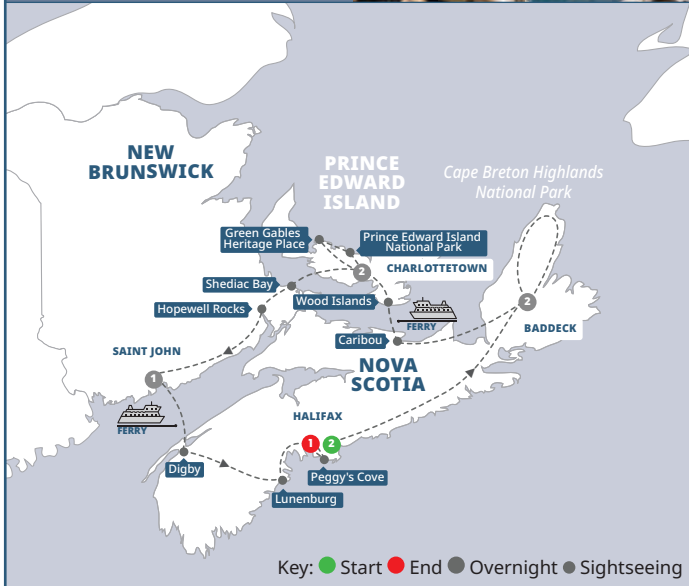 NEW
BRUNSWICK
PRINCE
EDWARD
ISLAND
Cape Breton Highlands
National Park
Green Gables
Heritage Place
Prince Edward Island
National Park
2
CHARLOTTETOWN
Shediac Bay
Wood Islands
2
Hopewell Rocks
FERRY
BADDECK
Caribou
SAINT JOHN
NOVA
SCOTIA
1
HALIFAX
FERRY
1
2
Digby
Peggy's Cove
Lunenburg
Key: Start End Overnight Sightseeing